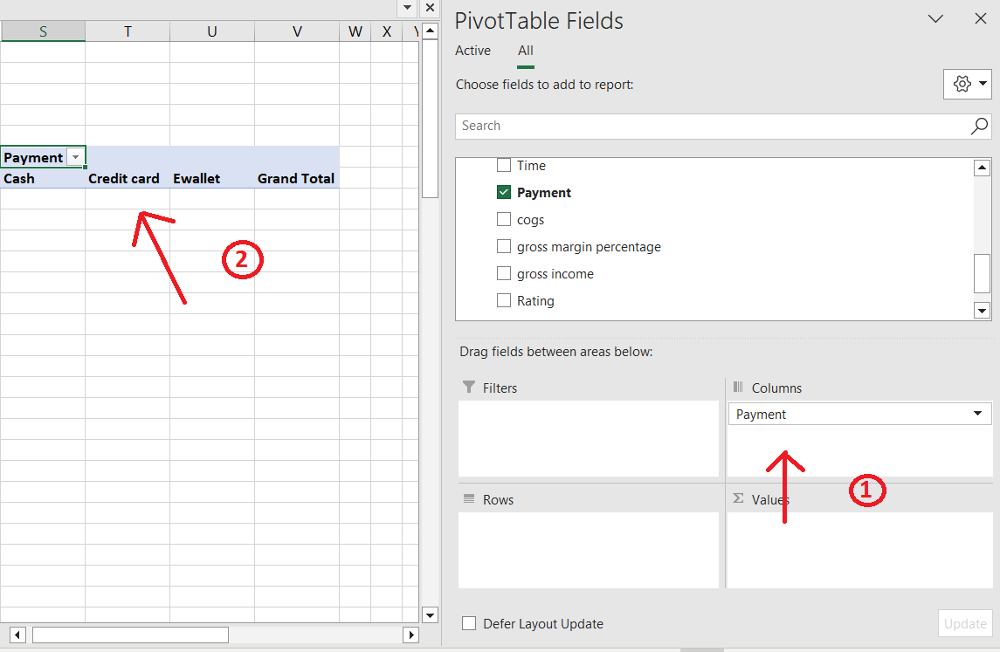 PivotTable Fields
Active All
Choose fields to add to report:
Search
Time
Payment
cogs
gross margin percentage
gross income
Rating
Drag fields between areas below:
Filters
Columns
Payment
Rows
Values
Defer Layout Update
Update
S T U V W X
Payment
Cash Credit card Ewallet Grand Total
2
1